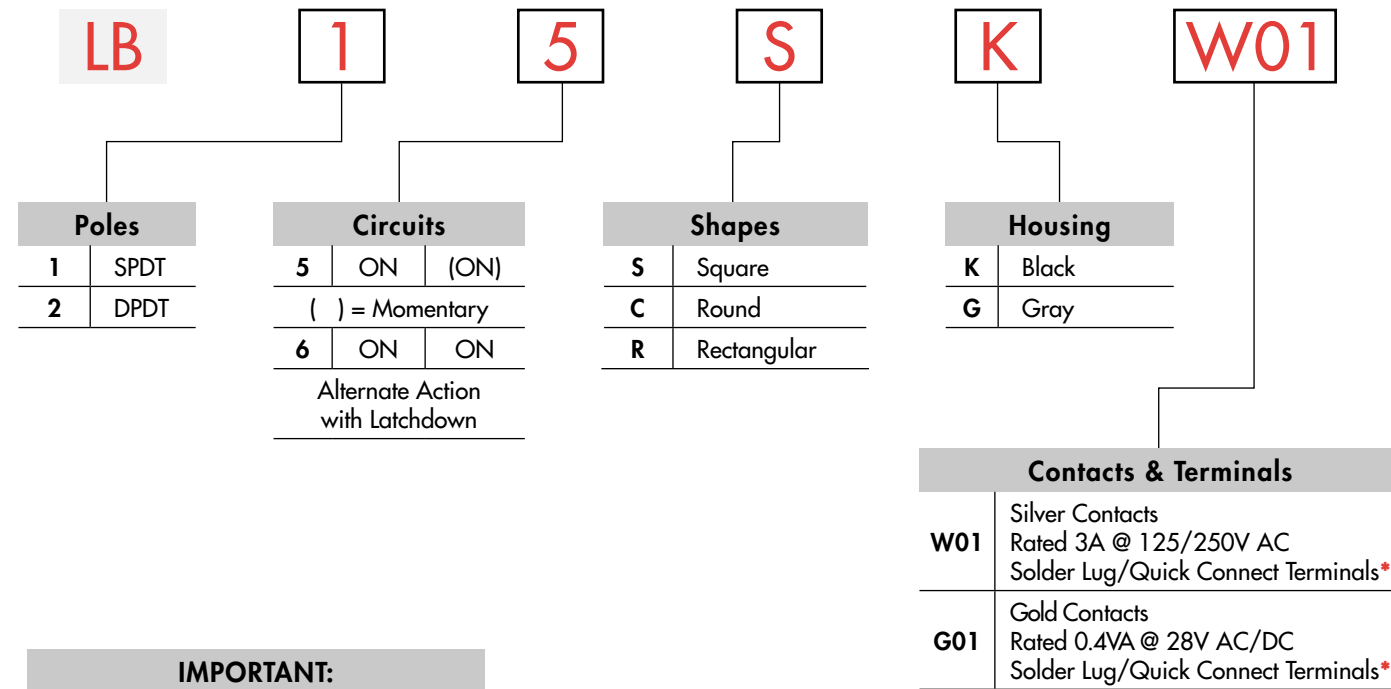 LB 1 5 S K W01
Poles
1 SPDT
2 DPDT
Circuits
5 ON (ON)
( ) = Momentary
6 ON ON
Alternate Action
with Latchdown
Shapes
S Square
C Round
R Rectangular
Housing
K Black
G Gray
Contacts & Terminals
W01
Silver Contacts
Rated 3A @ 125/250V AC
Solder Lug/Quick Connect Terminals*
G01
Gold Contacts
Rated 0.4VA @ 28V AC/DC
Solder Lug/Quick Connect Terminals*
IMPORTANT: